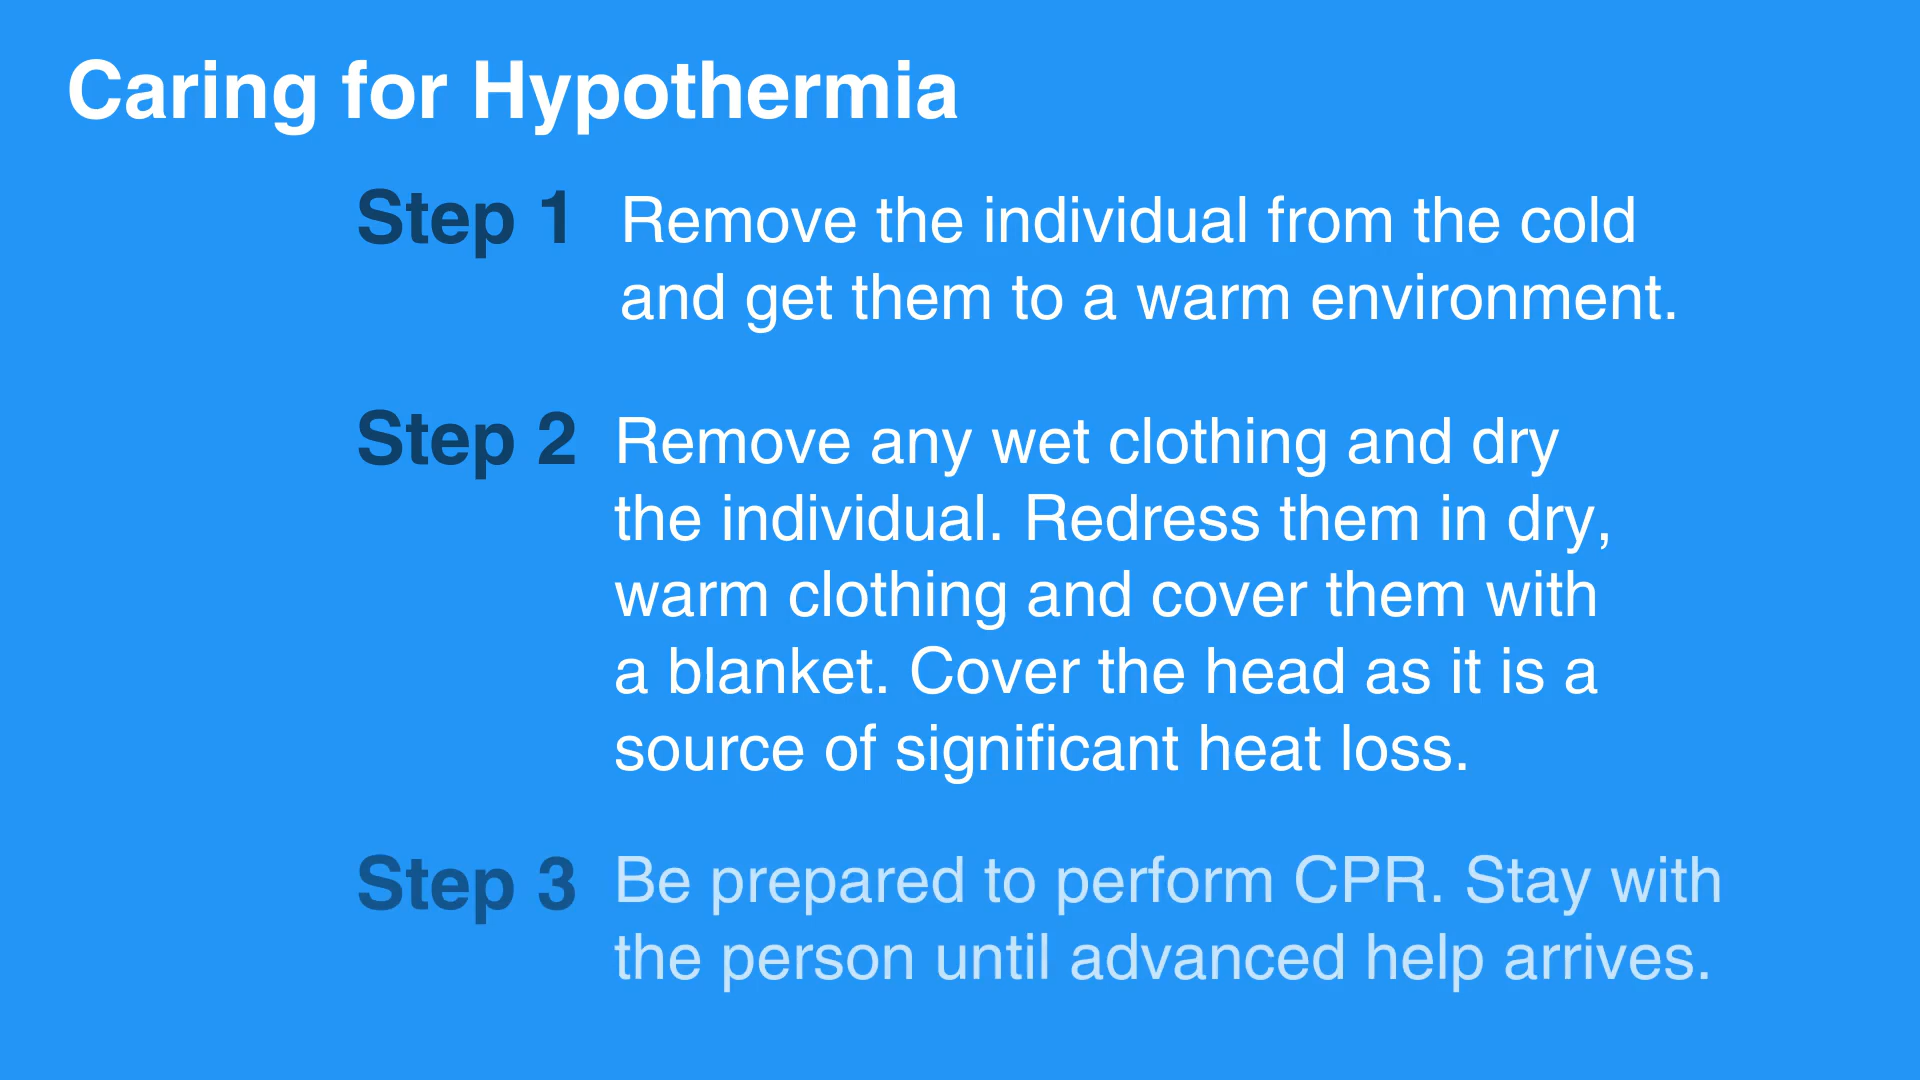 Caring for Hypothermia
Step 1 Remove the individual from the cold
and get them to a warm environment.
Step 2 Remove any wet clothing and dry
the individual. Redress them in dry,
warm clothing and cover them with
a blanket. Cover the head as it is a
source of significant heat loss.
Step 3 Be prepared to perform CPR. Stay with
the person until advanced help arrives.